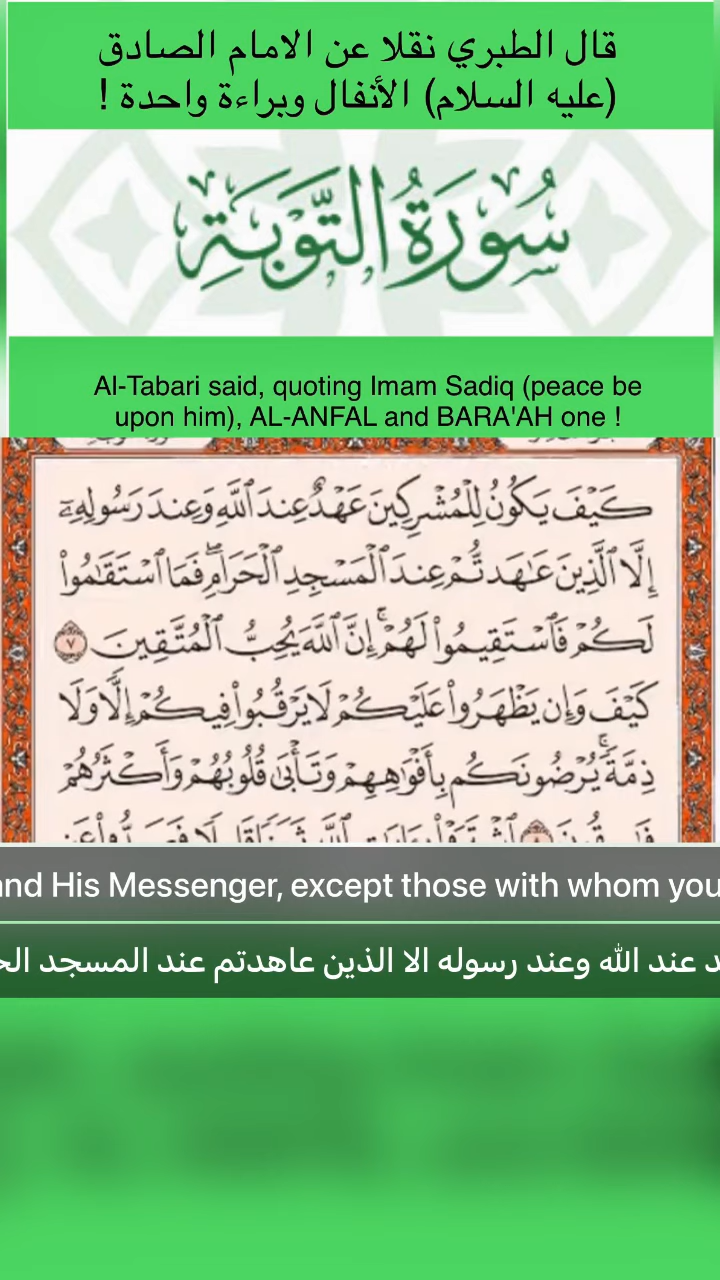 قال الطبري نقلا عن الامام الصادق
(عليه السلام) الأنفال وبراءة واحدة !
سُورَةُ التَّوْبَةِ
Al-Tabari said, quoting Imam Sadiq (peace be
upon him), AL-ANFAL and BARA'AH one !
كَيْفَ يَكُونُ لِلْمُشْرِكِينَ عَهْدٌ عِندَ ٱللَّهِ وَعِندَ رَسُولِهِۦٓ
إِلَّا ٱلَّذِينَ عَٰهَدتُّمْ عِندَ ٱلْمَسْجِدِ ٱلْحَرَامِۖ فَمَا ٱسْتَقَٰمُوا۟
لَكُمْ فَٱسْتَقِيمُوا۟ لَهُمْۚ إِنَّ ٱللَّهَ يُحِبُّ ٱلْمُتَّقِينَ ٧
كَيْفَ وَإِن يَظْهَرُوا۟ عَلَيْكُمْ لَا يَرْقُبُوا۟ فِيكُمْ إِلًّا وَلَا
ذِمَّةًۚ يُرْضُونَكُم بِأَفْوَٰهِهِمْ وَتَأْبَىٰ قُلُوبُهُمْ وَأَكْثَرُهُمْ
and His Messenger, except those with whom you
د عند الله وعند رسوله الا الذين عاهدتم عند المسجد الح